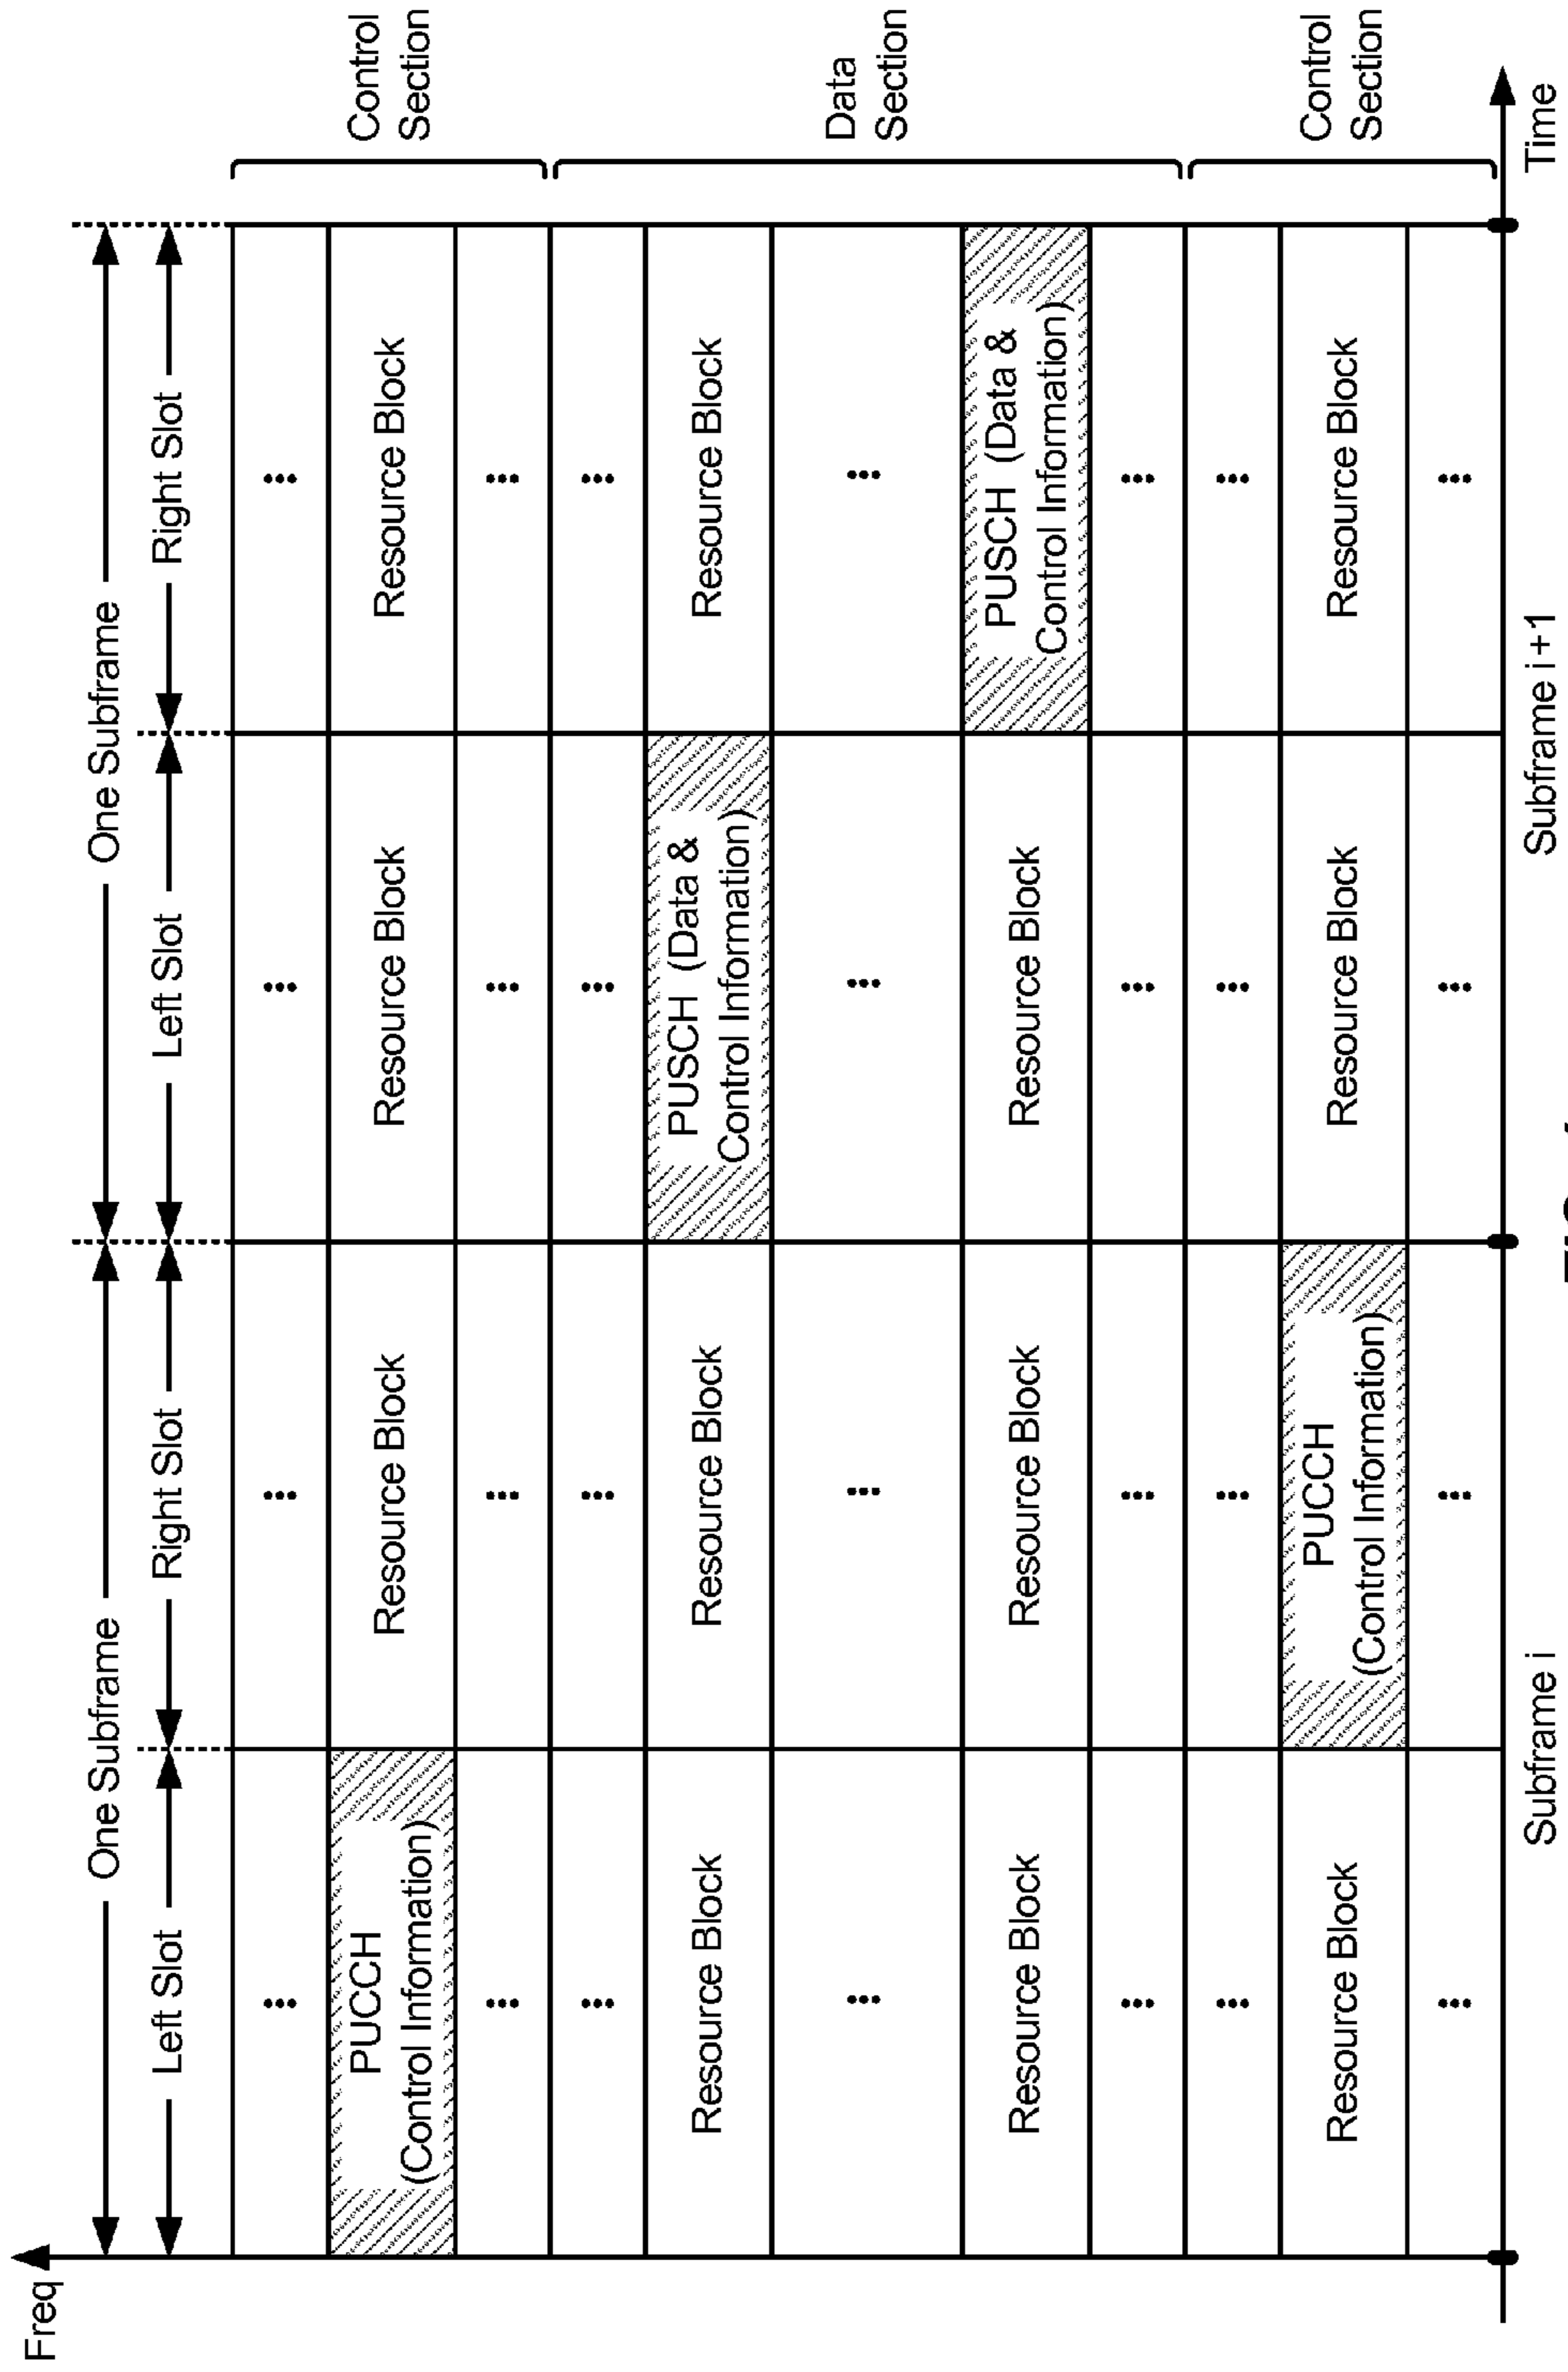 One Subframe
One Subframe
Left Slot
Right Slot
Left Slot
Right Slot
Freq
... ... ... ...
PUCCH
(Control Information)
Resource Block
Resource Block
Resource Block
Control
Section
... ... ... ...
... ... ... ...
Resource Block
Resource Block
PUSCH (Data &
Control Information)
Resource Block
... ... ... ...
Data
Section
Resource Block
Resource Block
Resource Block
PUSCH (Data &
Control Information)
... ... ... ...
... ... ... ...
Resource Block
PUCCH
(Control Information)
Resource Block
Resource Block
Control
Section
... ... ... ...
Subframe i
Subframe i+1
Time